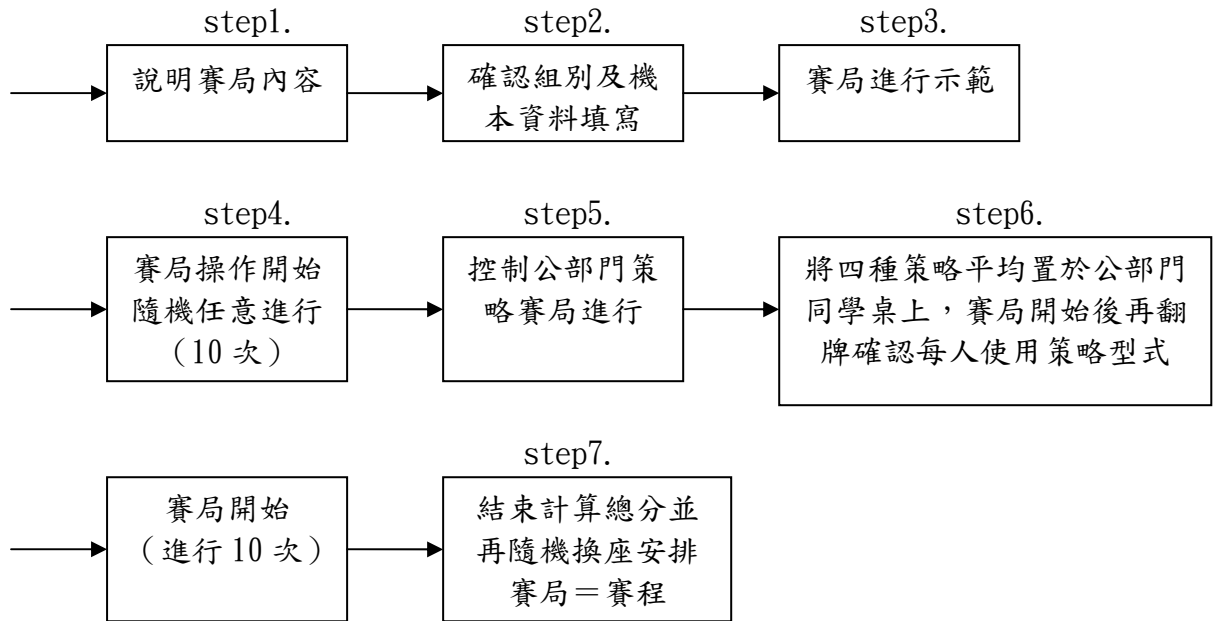 step1.
說明賽局內容
step2.
確認組別及機
本資料填寫
step3.
賽局進行示範
step4.
賽局操作開始
隨機任意進行
（10 次）
step5.
控制公部門策
略賽局進行
step6.
將四種策略平均置於公部門
同學桌上，賽局開始後再翻
牌確認每人使用策略型式
賽局開始
（進行 10 次）
step7.
結束計算總分並
再隨機換座安排
賽局＝賽程